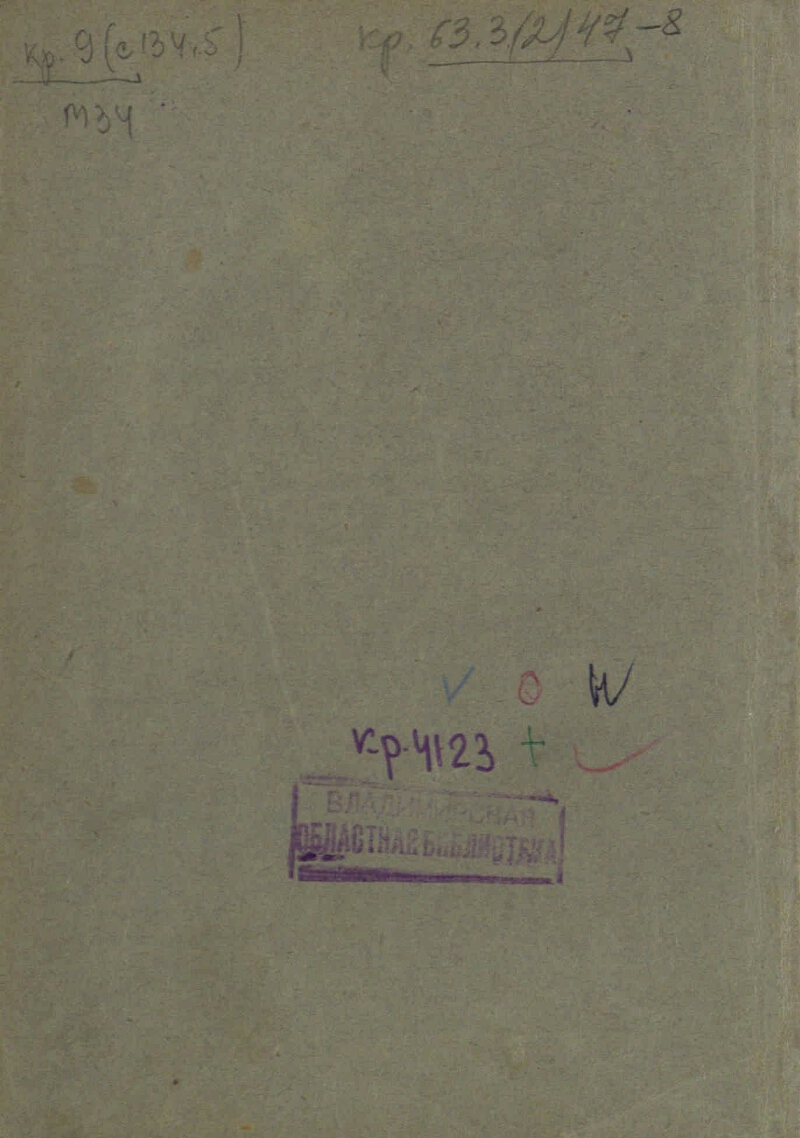 кр. 9(с134.5)
кр. 63.3(2)47-8
М34
кр-4123 +
ВЛАДИМИРСКАЯ
ОБЛАСТНАЯ БИБЛИОТЕКА